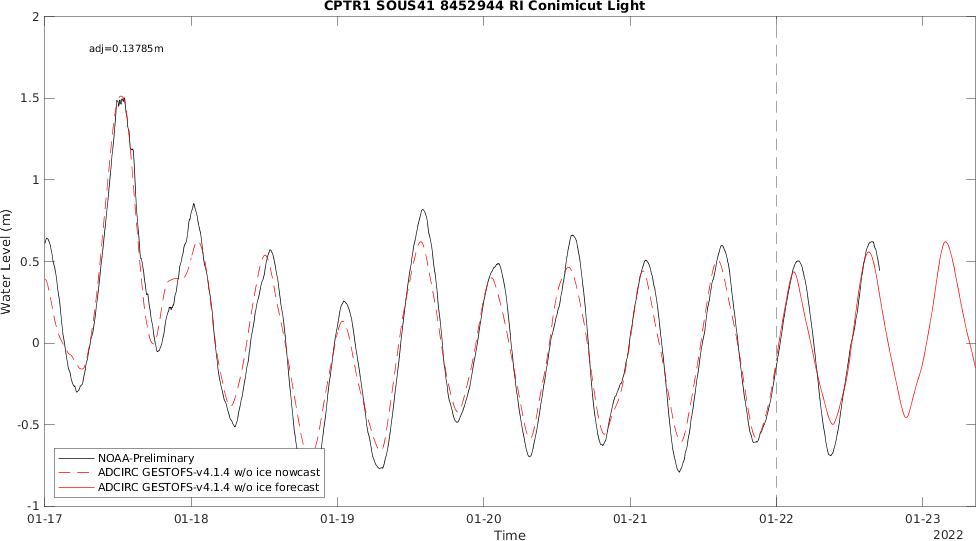 CPTR1 SOUS41 8452944 RI Conimicut Light
adj=0.13785m
2
1.5
1
0.5
0
-0.5
-1
Water Level (m)
NOAA-Preliminary
ADCIRC GESTOFS-v4.1.4 w/o ice nowcast
ADCIRC GESTOFS-v4.1.4 w/o ice forecast
01-17 01-18 01-19 01-20 01-21 01-22 01-23
Time
2022